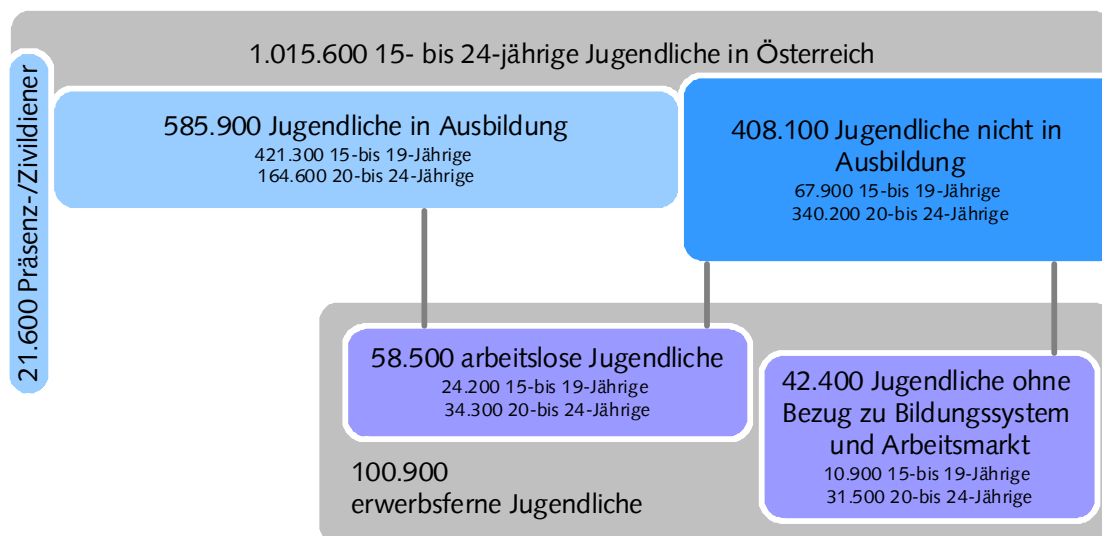 1.015.600 15- bis 24-jährige Jugendliche in Österreich
21.600 Präsenz-/Zivildiener
585.900 Jugendliche in Ausbildung
421.300 15-bis 19-Jährige
164.600 20-bis 24-Jährige
408.100 Jugendliche nicht in
Ausbildung
67.900 15-bis 19-Jährige
340.200 20-bis 24-Jährige
58.500 arbeitslose Jugendliche
24.200 15-bis 19-Jährige
34.300 20-bis 24-Jährige
42.400 Jugendliche ohne
Bezug zu Bildungssystem
und Arbeitsmarkt
10.900 15-bis 19-Jährige
31.500 20-bis 24-Jährige
100.900
erwerbsferne Jugendliche